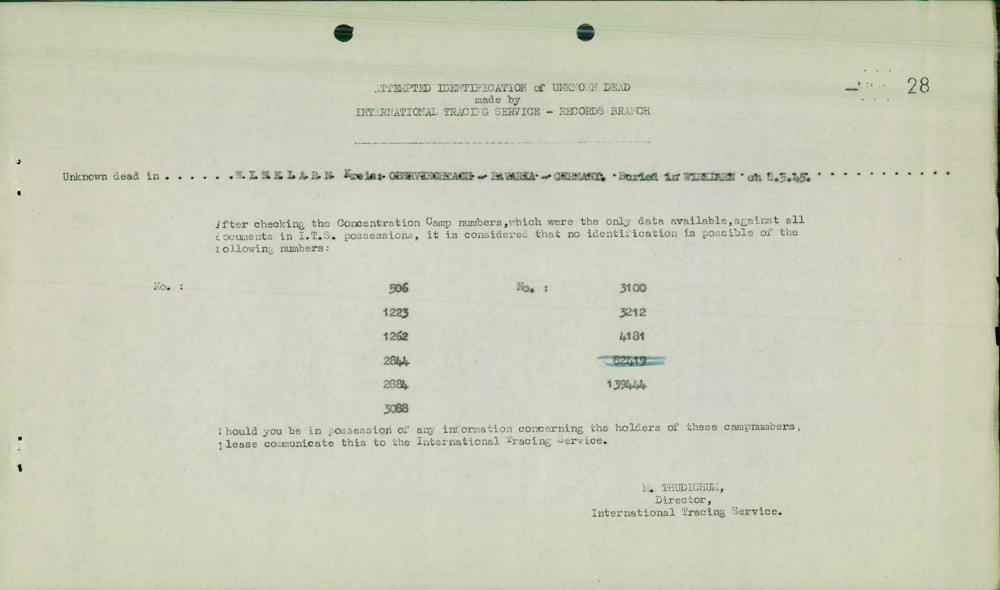 28
ATTEMPTED IDENTIFICATION of UNKNOWN DEAD
made by
INTERNATIONAL TRACING SERVICE - RECORDS BRANCH
Unknown dead in . . . . . . . W I N K L A R N Kreis: OBERVIECHTACH - BAVARIA - GERMANY. Buried in WINKLARN on 8.5.45.
After checking the Concentration Camp numbers,which were the only data available,against all
documents in I.T.S. possessions, it is considered that no identification is possible of the
following numbers:
No. : 506 No. : 3100
1223 3212
1262 4181
2844 82419
2884 139444
3088
Should you be in possession of any information concerning the holders of these campnumbers,
please communicate this to the International Tracing Service.
M. THUDICHUM,
Director,
International Tracing Service.